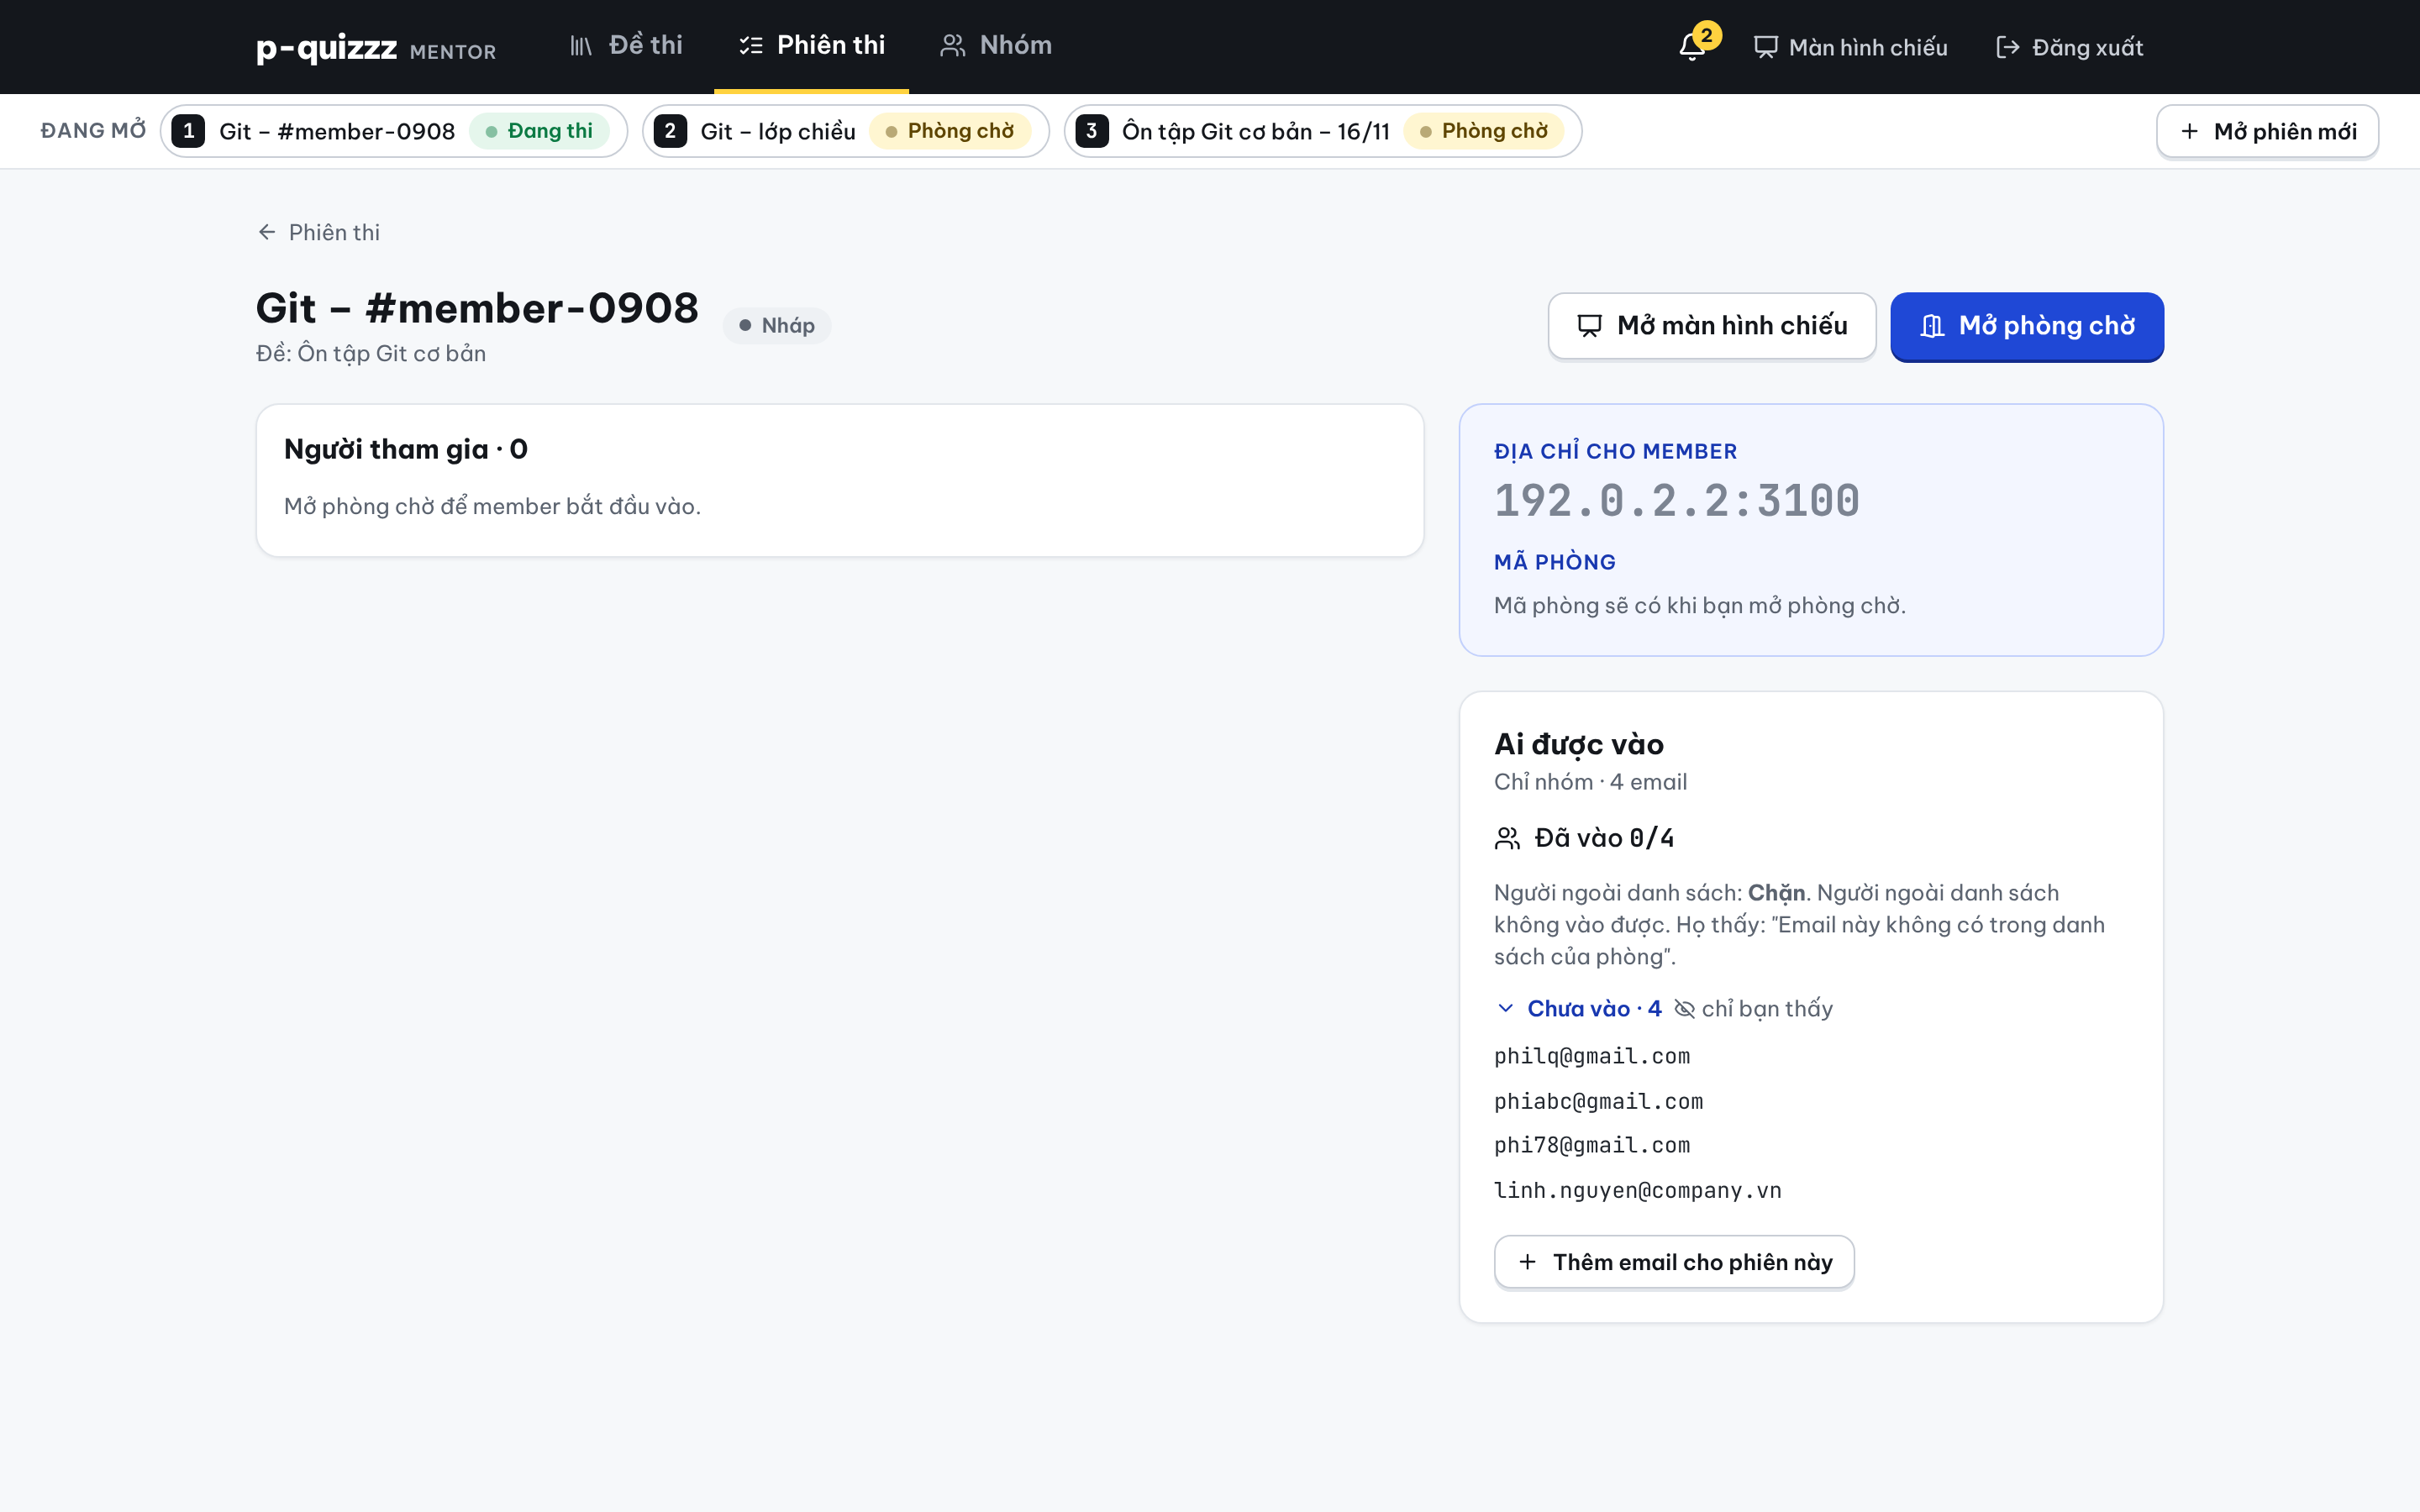 p-quizzz MENTOR
Đề thi
Phiên thi
Nhóm
2
Màn hình chiếu
Đăng xuất
ĐANG MỞ
1 Git – #member-0908 Đang thi
2 Git – lớp chiều Phòng chờ
3 Ôn tập Git cơ bản – 16/11 Phòng chờ
+ Mở phiên mới
← Phiên thi
Git – #member-0908
Nháp
Đề: Ôn tập Git cơ bản
Mở màn hình chiếu
Mở phòng chờ
Người tham gia · 0
Mở phòng chờ để member bắt đầu vào.
ĐỊA CHỈ CHO MEMBER
192.0.2.2:3100
MÃ PHÒNG
Mã phòng sẽ có khi bạn mở phòng chờ.
Ai được vào
Chỉ nhóm · 4 email
Đã vào 0/4
Người ngoài danh sách: Chặn. Người ngoài danh sách
không vào được. Họ thấy: "Email này không có trong danh
sách của phòng".
Chưa vào · 4 chỉ bạn thấy
philq@gmail.com
phiabc@gmail.com
phi78@gmail.com
linh.nguyen@company.vn
+ Thêm email cho phiên này